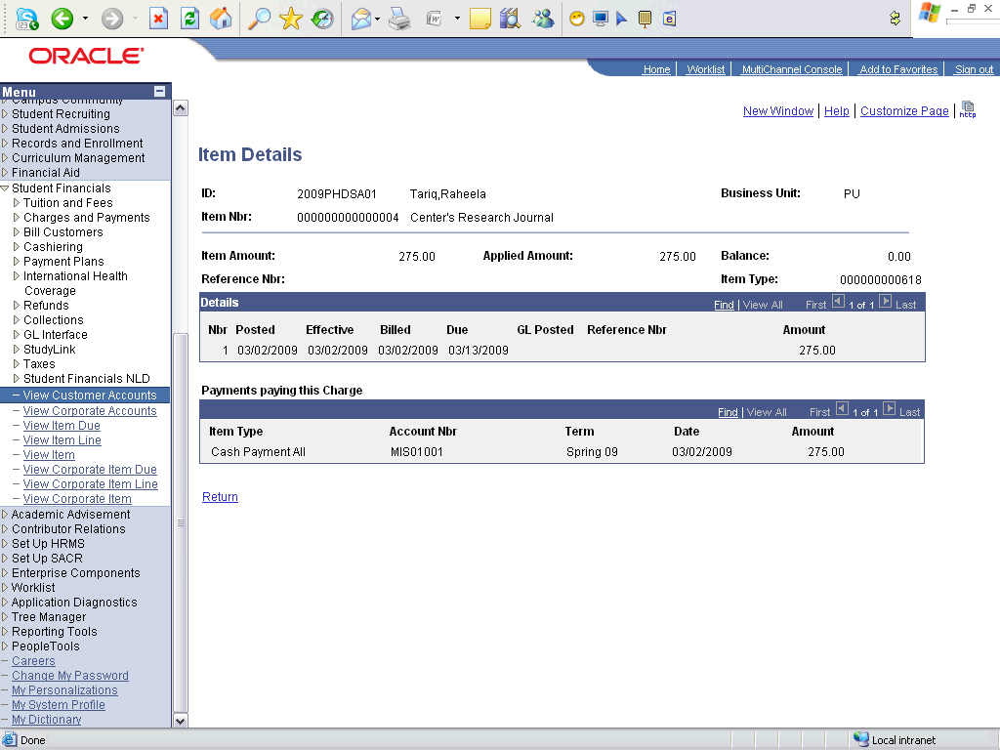 ORACLE
Home Worklist MultiChannel Console Add to Favorites Sign out
Menu
Campus Community
Student Recruiting
Student Admissions
Records and Enrollment
Curriculum Management
Financial Aid
Student Financials
Tuition and Fees
Charges and Payments
Bill Customers
Cashiering
Payment Plans
International Health
Coverage
Refunds
Collections
GL Interface
StudyLink
Taxes
Student Financials NLD
View Customer Accounts
View Corporate Accounts
View Item Due
View Item Line
View Item
View Corporate Item Due
View Corporate Item Line
View Corporate Item
Academic Advisement
Contributor Relations
Set Up HRMS
Set Up SACR
Enterprise Components
Worklist
Application Diagnostics
Tree Manager
Reporting Tools
PeopleTools
Careers
Change My Password
My Personalizations
My System Profile
My Dictionary
New Window | Help | Customize Page | http
Item Details
ID: 2009PHDSA01 Tariq,Raheela Business Unit: PU
Item Nbr: 000000000000004 Center's Research Journal
Item Amount: 275.00 Applied Amount: 275.00 Balance: 0.00
Reference Nbr: Item Type: 000000000618
Details Find | View All First 1 of 1 Last
Nbr Posted Effective Billed Due GL Posted Reference Nbr Amount
1 03/02/2009 03/02/2009 03/02/2009 03/13/2009 275.00
Payments paying this Charge
Find | View All First 1 of 1 Last
Item Type Account Nbr Term Date Amount
Cash Payment All MIS01001 Spring 09 03/02/2009 275.00
Return
Done Local intranet